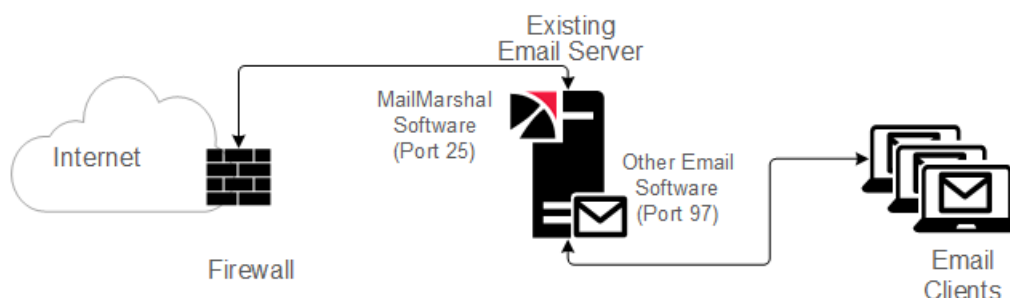 Existing
Email Server
MailMarshal
Software
(Port 25)
Internet
Other Email
Software
(Port 97)
Firewall
Email
Clients